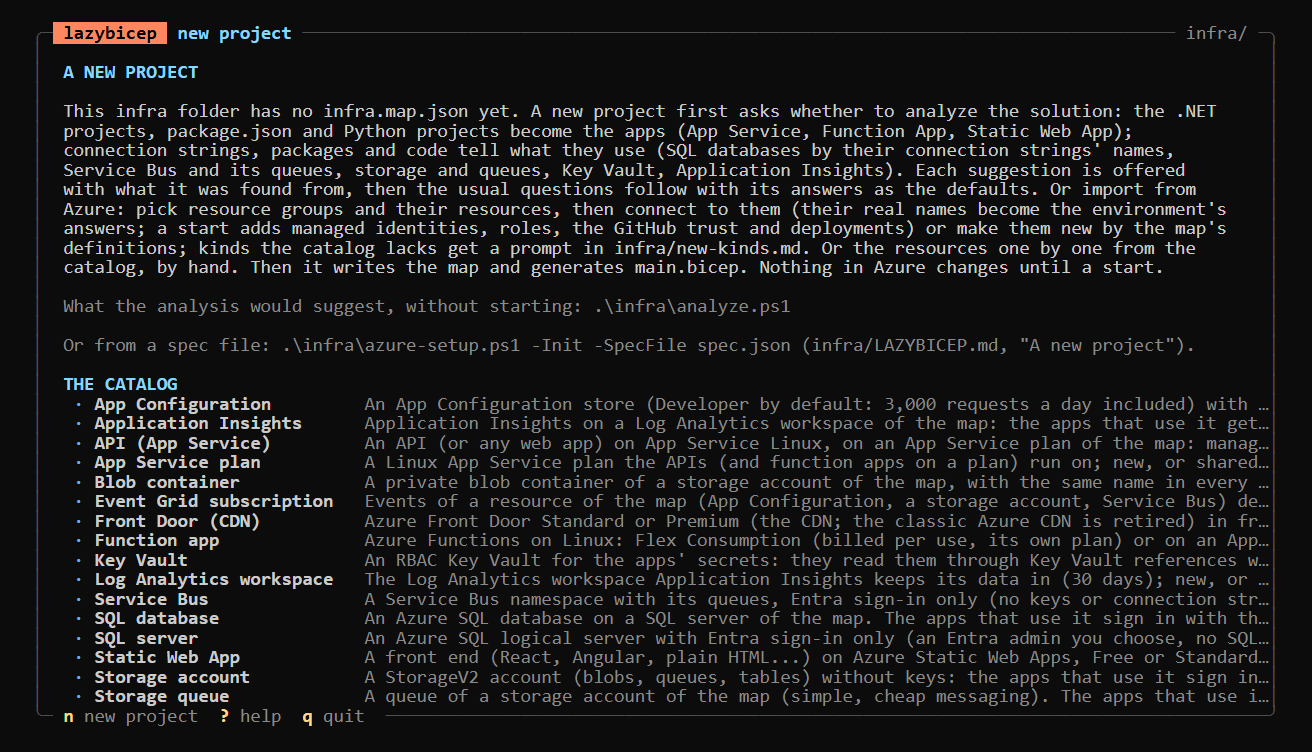 lazybicep new project infra/
A NEW PROJECT
This infra folder has no infra.map.json yet. A new project first asks whether to analyze the solution: the .NET
projects, package.json and Python projects become the apps (App Service, Function App, Static Web App);
connection strings, packages and code tell what they use (SQL databases by their connection strings' names,
Service Bus and its queues, storage and queues, Key Vault, Application Insights). Each suggestion is offered
with what it was found from, then the usual questions follow with its answers as the defaults. Or import from
Azure: pick resource groups and their resources, then connect to them (their real names become the environment's
answers; a start adds managed identities, roles, the GitHub trust and deployments) or make them new by the map's
definitions; kinds the catalog lacks get a prompt in infra/new-kinds.md. Or the resources one by one from the
catalog, by hand. Then it writes the map and generates main.bicep. Nothing in Azure changes until a start.
What the analysis would suggest, without starting: .\infra\analyze.ps1
Or from a spec file: .\infra\azure-setup.ps1 -Init -SpecFile spec.json (infra/LAZYBICEP.md, "A new project").
THE CATALOG
· App Configuration An App Configuration store (Developer by default: 3,000 requests a day included) with …
· Application Insights Application Insights on a Log Analytics workspace of the map: the apps that use it get…
· API (App Service) An API (or any web app) on App Service Linux, on an App Service plan of the map: manag…
· App Service plan A Linux App Service plan the APIs (and function apps on a plan) run on; new, or shared…
· Blob container A private blob container of a storage account of the map, with the same name in every …
· Event Grid subscription Events of a resource of the map (App Configuration, a storage account, Service Bus) de…
· Front Door (CDN) Azure Front Door Standard or Premium (the CDN; the classic Azure CDN is retired) in fr…
· Function app Azure Functions on Linux: Flex Consumption (billed per use, its own plan) or on an App…
· Key Vault An RBAC Key Vault for the apps' secrets: they read them through Key Vault references w…
· Log Analytics workspace The Log Analytics workspace Application Insights keeps its data in (30 days); new, or …
· Service Bus A Service Bus namespace with its queues, Entra sign-in only (no keys or connection str…
· SQL database An Azure SQL database on a SQL server of the map. The apps that use it sign in with th…
· SQL server An Azure SQL logical server with Entra sign-in only (an Entra admin you choose, no SQL…
· Static Web App A front end (React, Angular, plain HTML...) on Azure Static Web Apps, Free or Standard…
· Storage account A StorageV2 account (blobs, queues, tables) without keys: the apps that use it sign in…
· Storage queue A queue of a storage account of the map (simple, cheap messaging). The apps that use i…
n new project ? help q quit